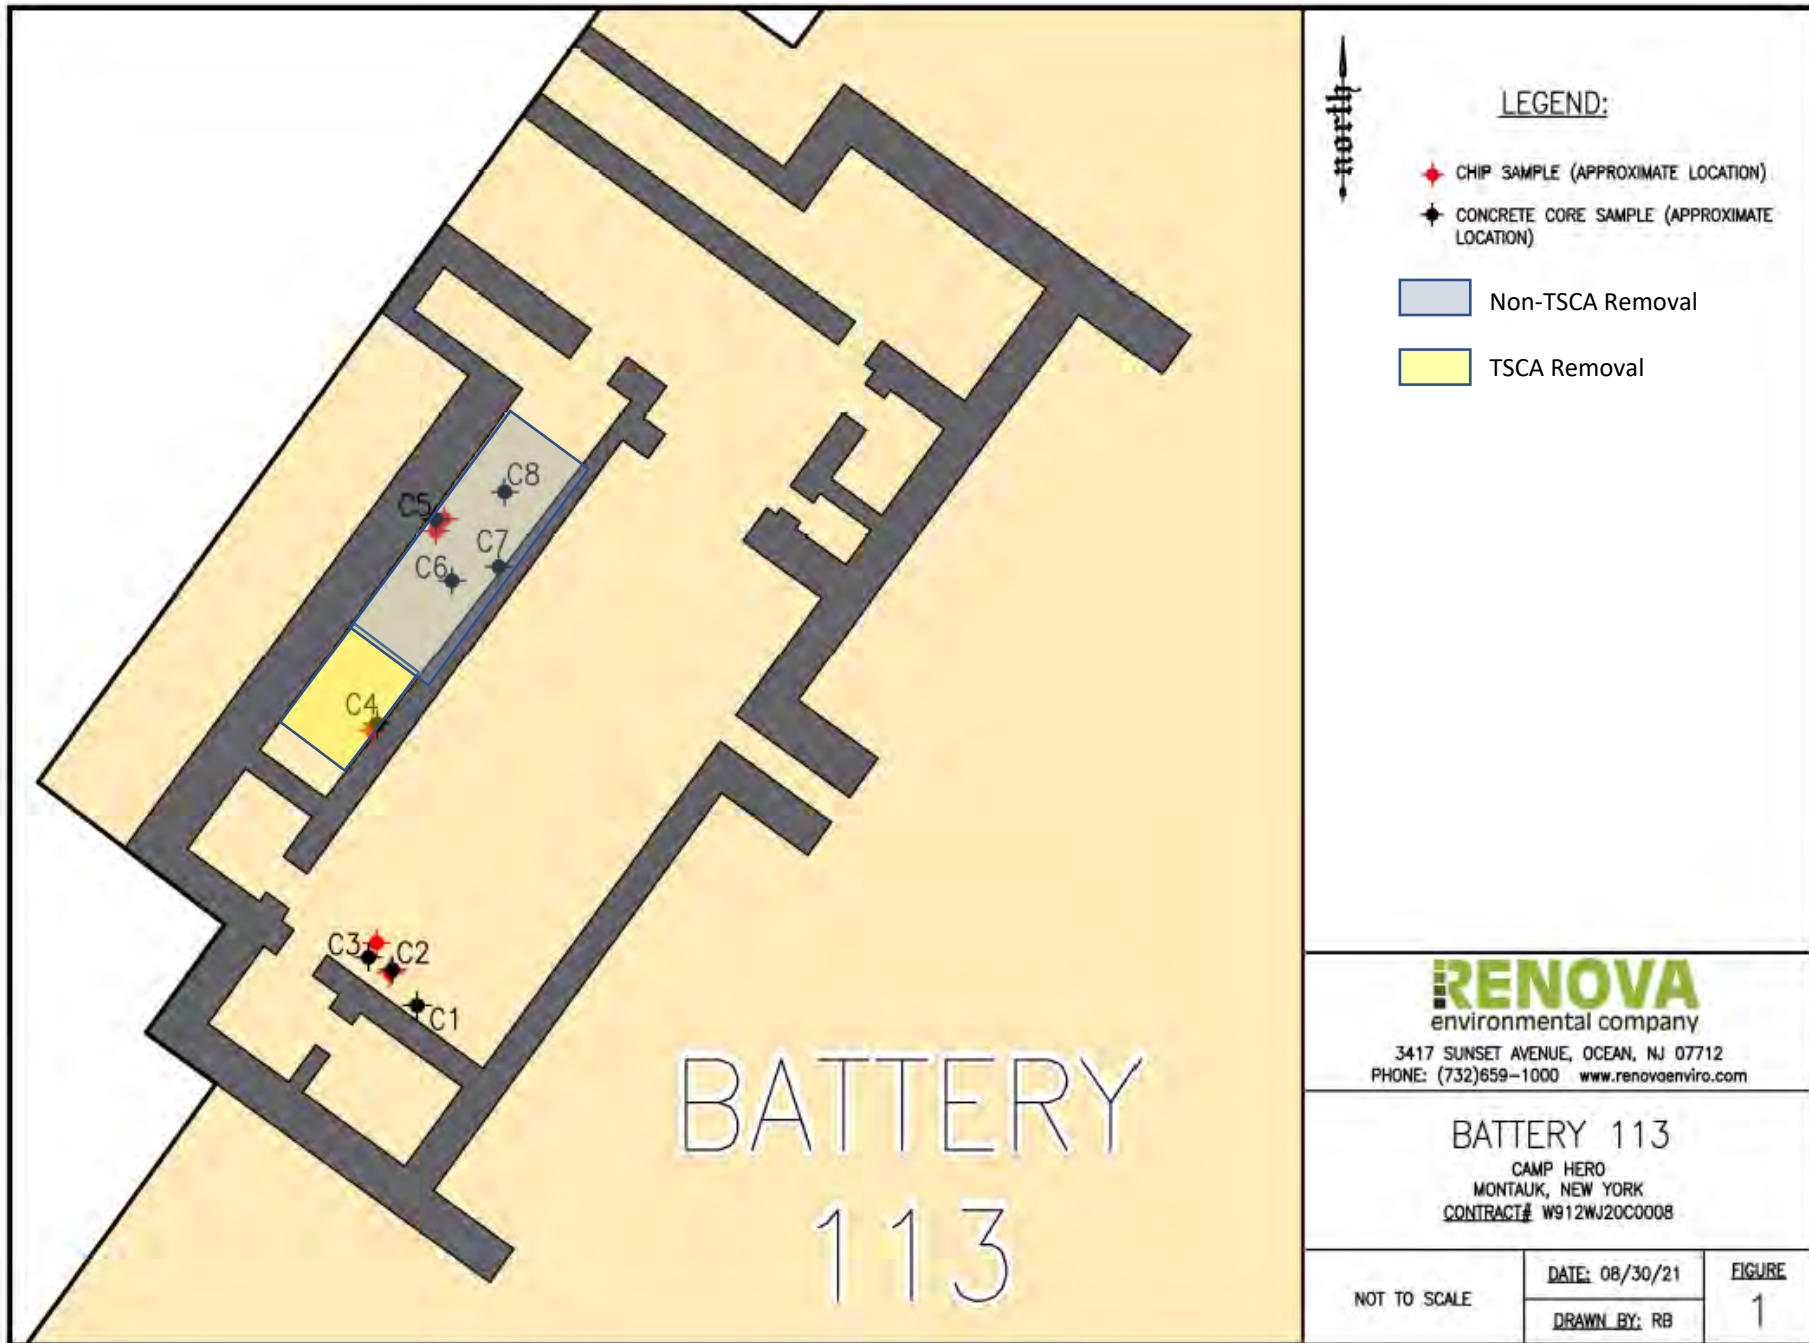 north
LEGEND:
CHIP SAMPLE (APPROXIMATE LOCATION)
CONCRETE CORE SAMPLE (APPROXIMATE
LOCATION)
Non-TSCA Removal
TSCA Removal
C8
C5
C7
C6
C4
C3
C2
C1
BATTERY
113
RENOVA
environmental company
3417 SUNSET AVENUE, OCEAN, NJ 07712
PHONE: (732)659-1000 www.renovaenviro.com
BATTERY 113
CAMP HERO
MONTAUK, NEW YORK
CONTRACT# W912WJ20C0008
NOT TO SCALE
DATE: 08/30/21
DRAWN BY: RB
FIGURE
1